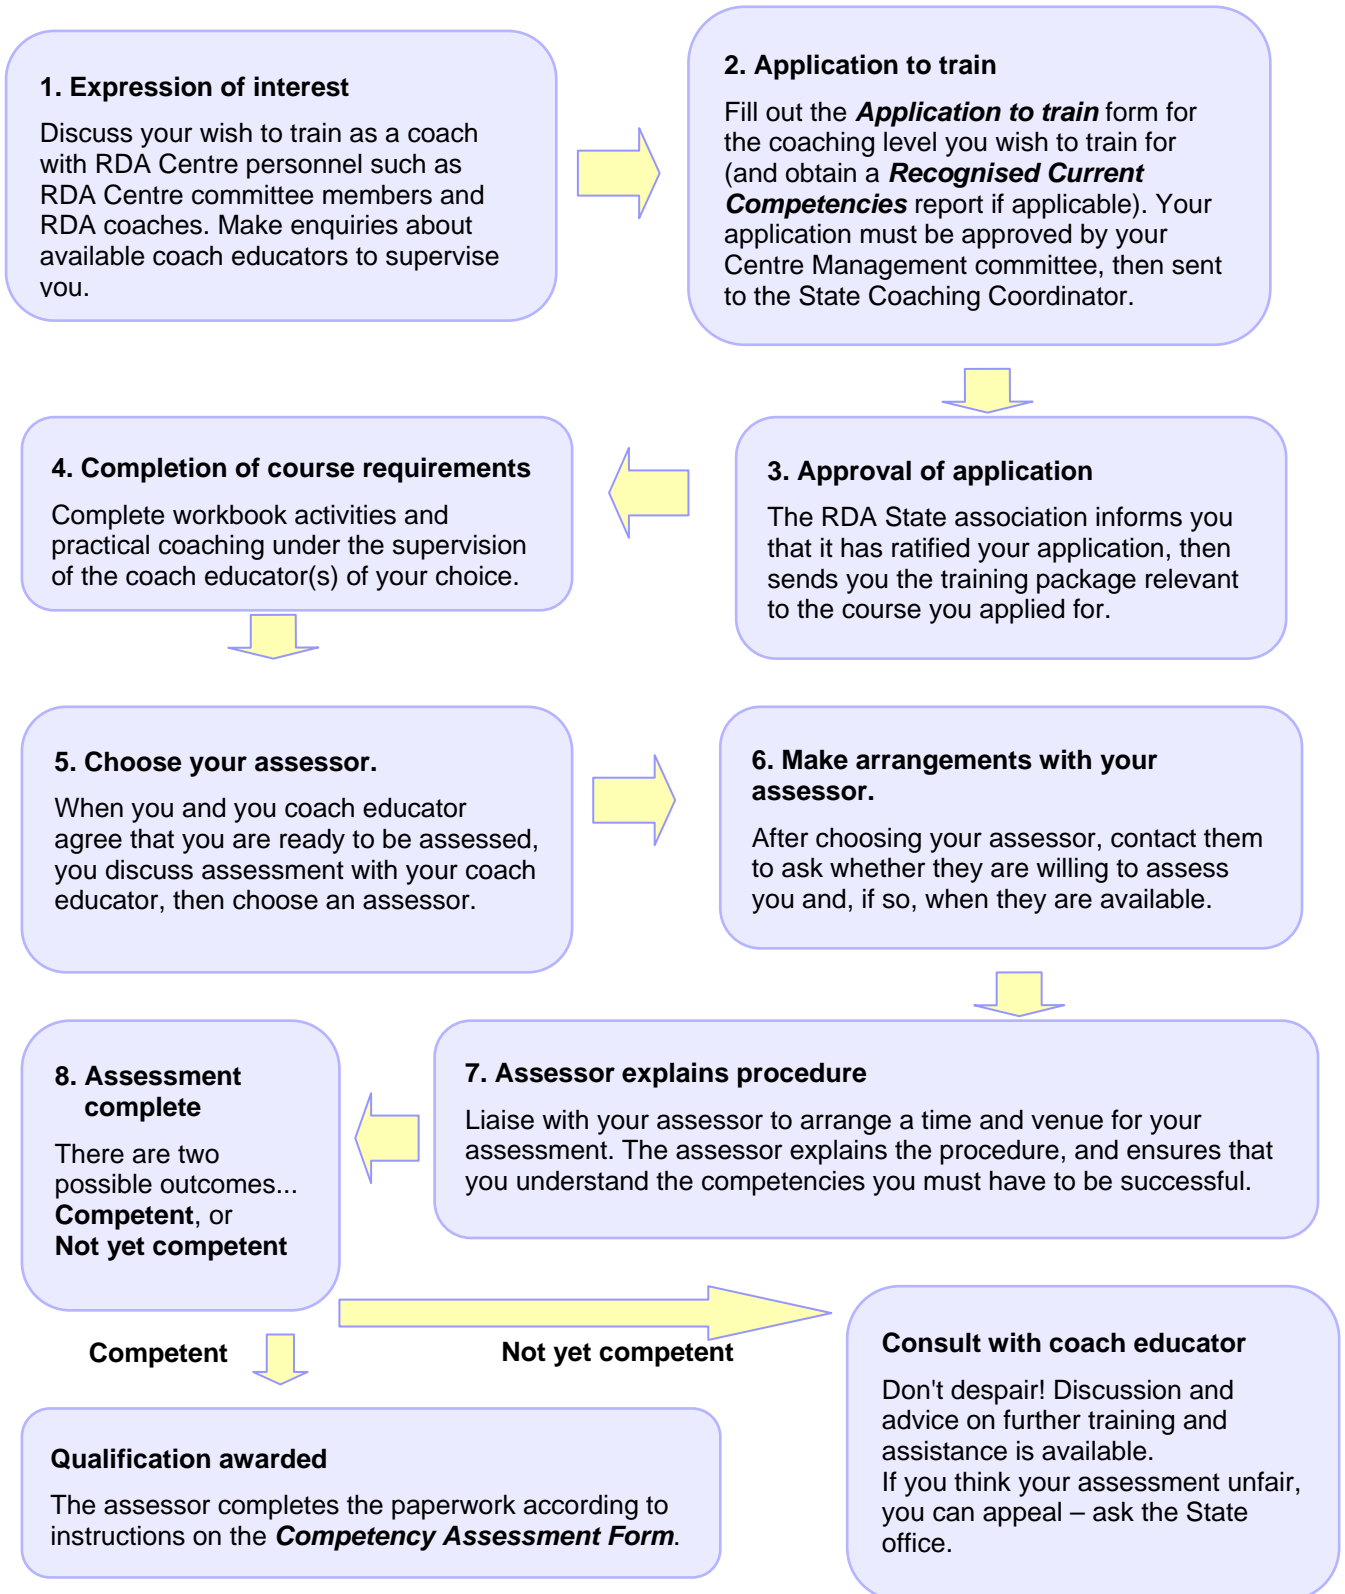 1. Expression of interest
Discuss your wish to train as a coach
with RDA Centre personnel such as
RDA Centre committee members and
RDA coaches. Make enquiries about
available coach educators to supervise
you.
2. Application to train
Fill out the Application to train form for
the coaching level you wish to train for
(and obtain a Recognised Current
Competencies report if applicable). Your
application must be approved by your
Centre Management committee, then sent
to the State Coaching Coordinator.
3. Approval of application
The RDA State association informs you
that it has ratified your application, then
sends you the training package relevant
to the course you applied for.
4. Completion of course requirements
Complete workbook activities and
practical coaching under the supervision
of the coach educator(s) of your choice.
5. Choose your assessor.
When you and you coach educator
agree that you are ready to be assessed,
you discuss assessment with your coach
educator, then choose an assessor.
6. Make arrangements with your
assessor.
After choosing your assessor, contact them
to ask whether they are willing to assess
you and, if so, when they are available.
7. Assessor explains procedure
Liaise with your assessor to arrange a time and venue for your
assessment. The assessor explains the procedure, and ensures that
you understand the competencies you must have to be successful.
8. Assessment
complete
There are two
possible outcomes...
Competent, or
Not yet competent
Competent
Not yet competent
Qualification awarded
The assessor completes the paperwork according to
instructions on the Competency Assessment Form.
Consult with coach educator
Don't despair! Discussion and
advice on further training and
assistance is available.
If you think your assessment unfair,
you can appeal – ask the State
office.